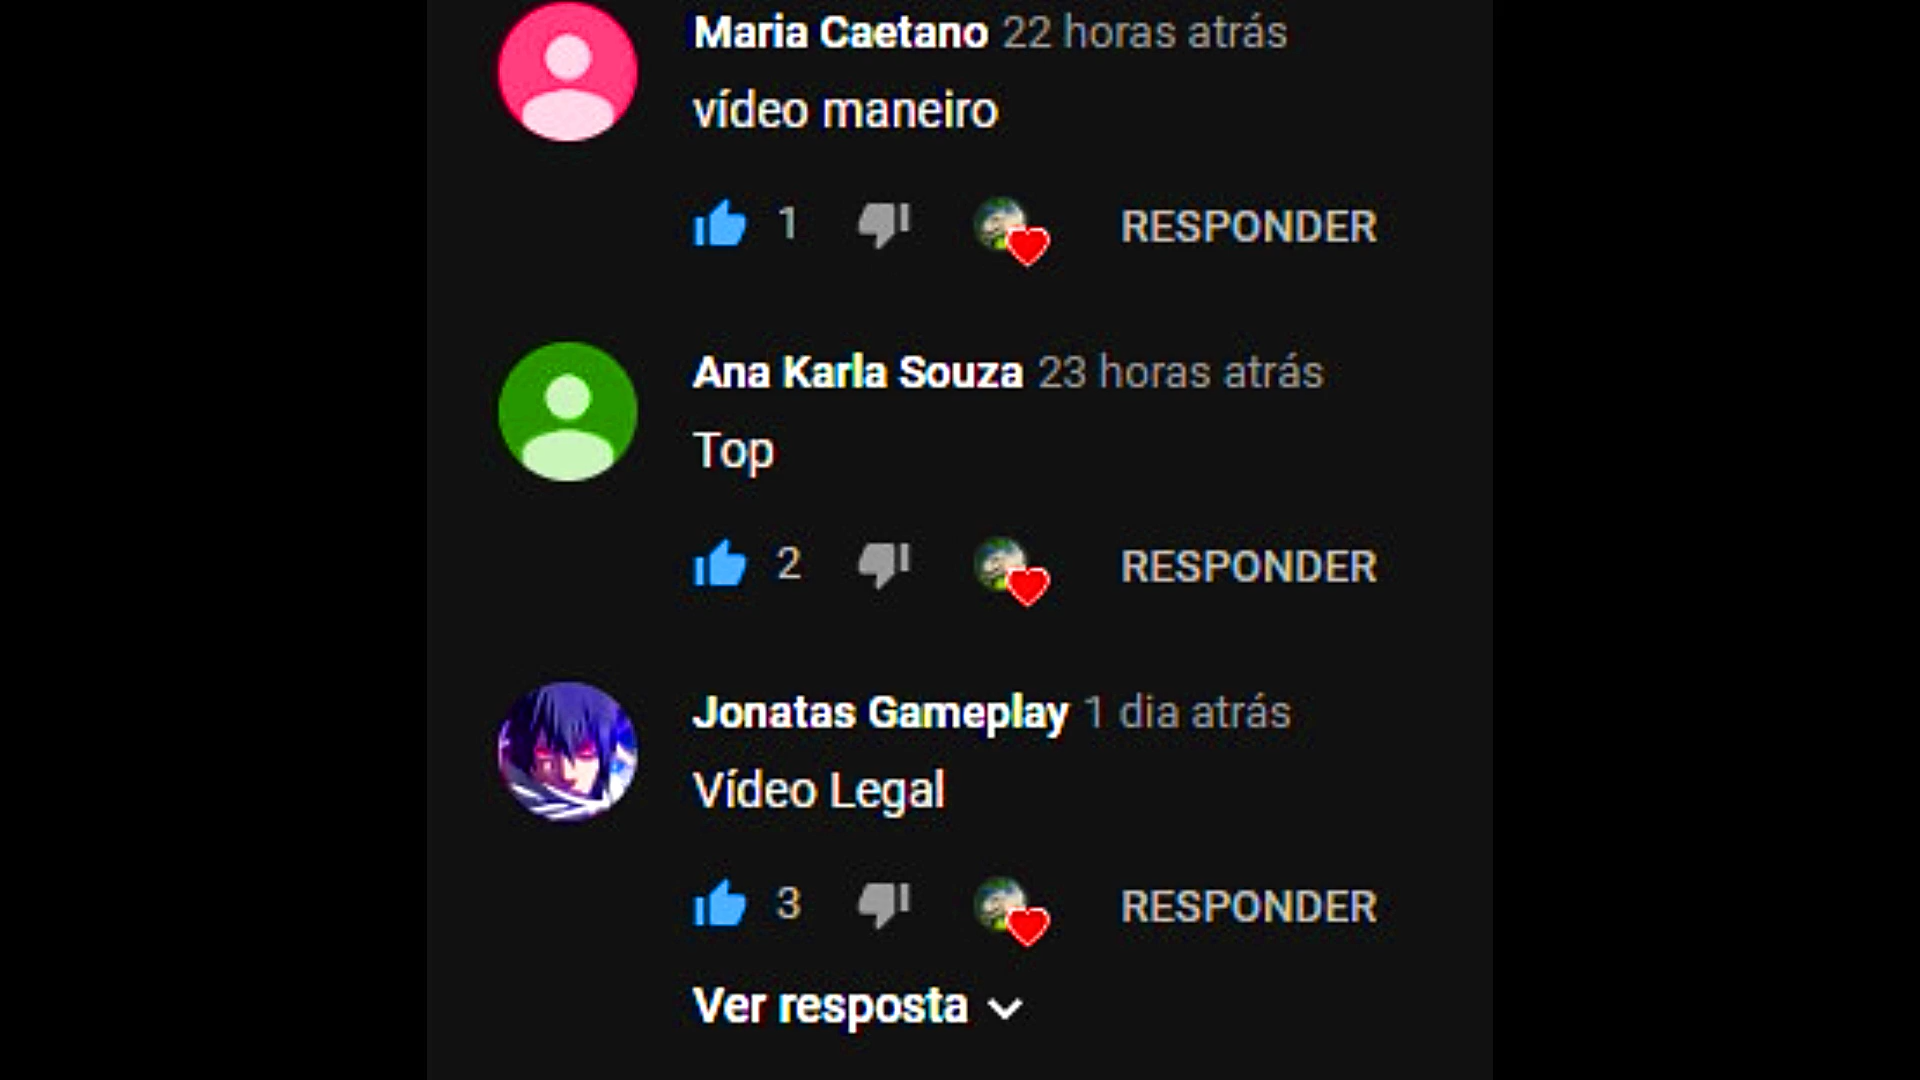 Maria Caetano 22 horas atrás
vídeo maneiro
1 RESPONDER
Ana Karla Souza 23 horas atrás
Top
2 RESPONDER
Jonatas Gameplay 1 dia atrás
Vídeo Legal
3 RESPONDER
Ver resposta